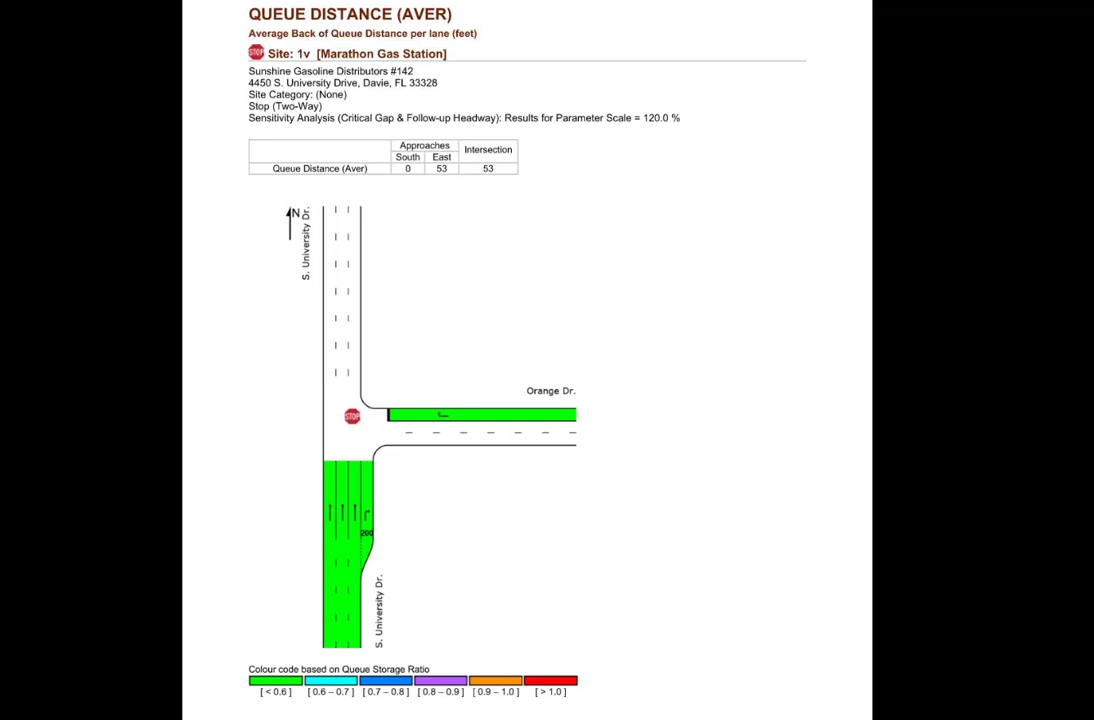 QUEUE DISTANCE (AVER)
Average Back of Queue Distance per lane (feet)
STOP Site: 1v [Marathon Gas Station]
Sunshine Gasoline Distributors #142
4450 S. University Drive, Davie, FL 33328
Site Category: (None)
Stop (Two-Way)
Sensitivity Analysis (Critical Gap & Follow-up Headway): Results for Parameter Scale = 120.0 %
Approaches Intersection
South East
Queue Distance (Aver) 0 53 53
N
S. University Dr.
Orange Dr.
STOP
200
S. University Dr.
Colour code based on Queue Storage Ratio
[ < 0.6 ] [ 0.6 – 0.7 ] [ 0.7 – 0.8 ] [ 0.8 – 0.9 ] [ 0.9 – 1.0 ] [ > 1.0 ]